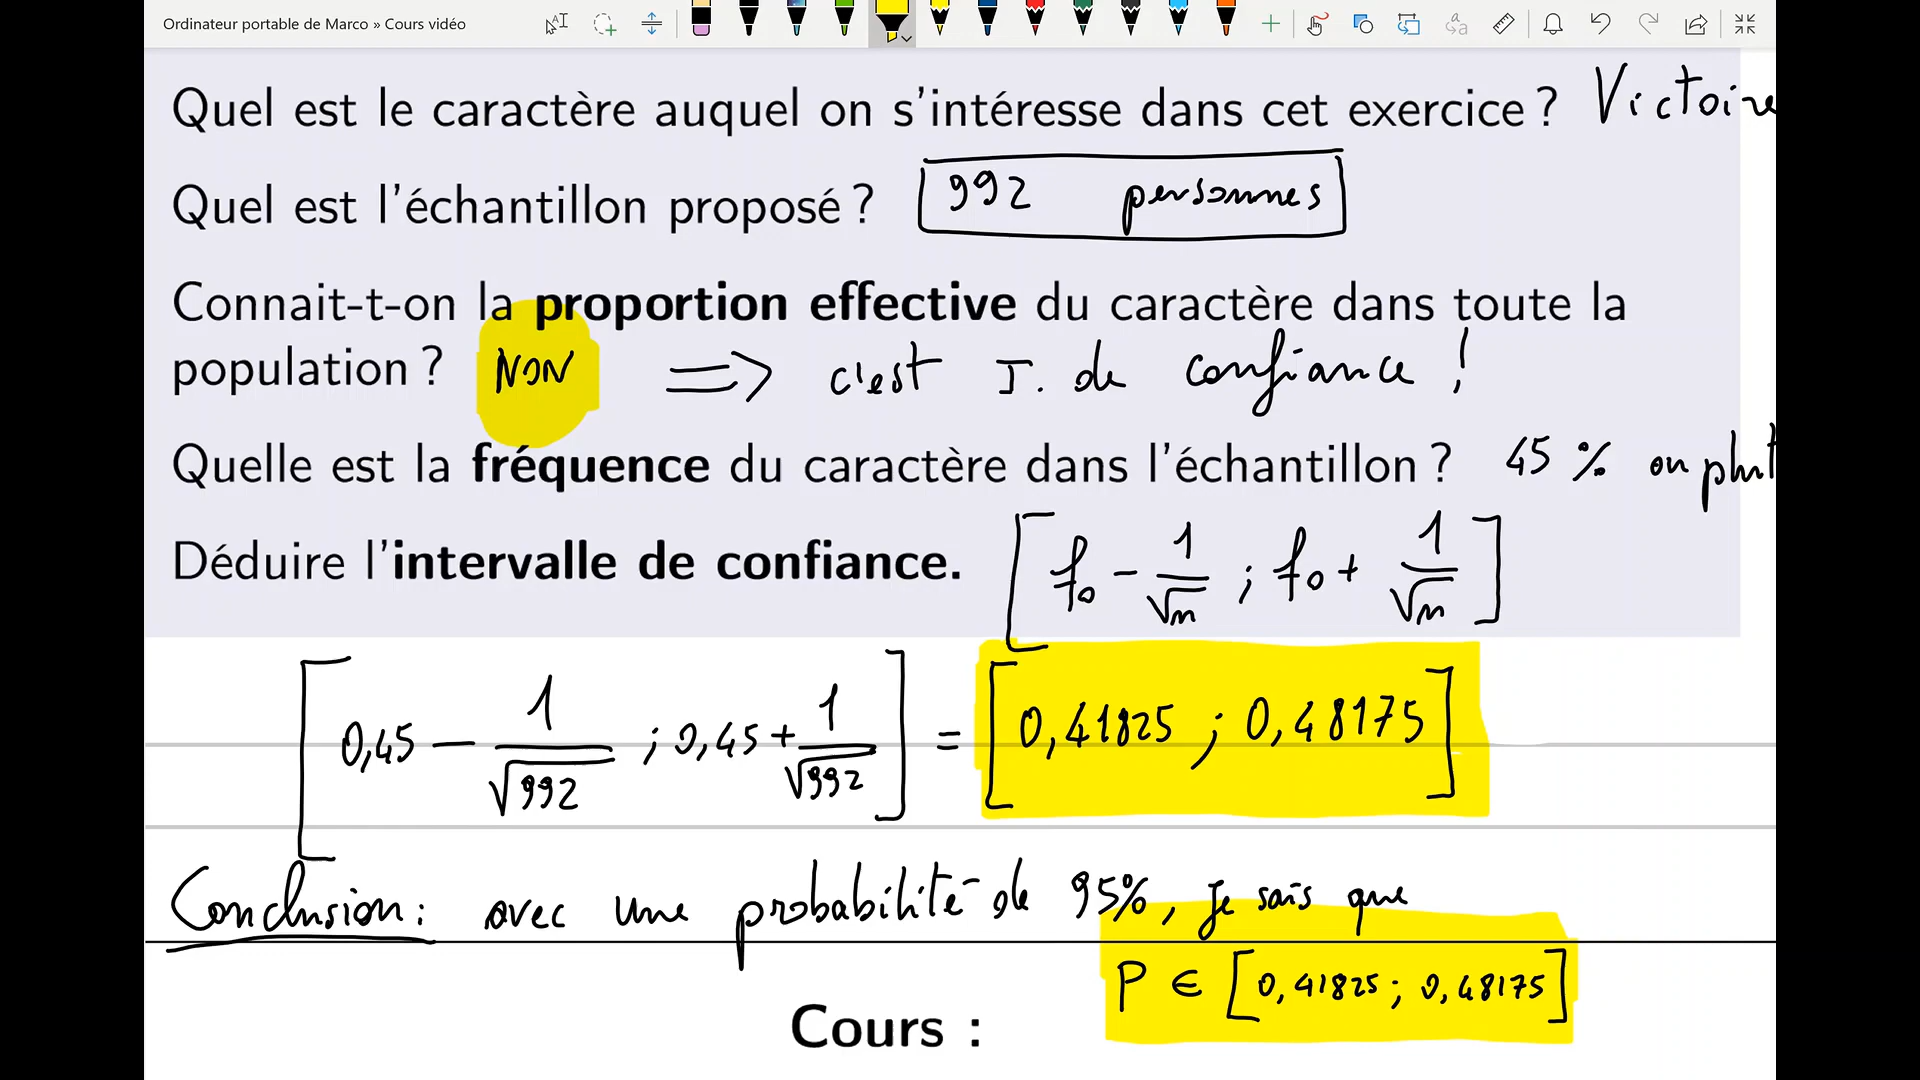 Ordinateur portable de Marco » Cours vidéo
Quel est le caractère auquel on s'intéresse dans cet exercice ? Victoire
Quel est l'échantillon proposé ? 992 personnes
Connait-t-on la proportion effective du caractère dans toute la
population ? NON => c'est I. de confiance !
Quelle est la fréquence du caractère dans l'échantillon ? 45 % ou plut
Déduire l'intervalle de confiance. [f₀ - 1/√n ; f₀ + 1/√n]
[0,45 - 1/√992 ; 0,45 + 1/√992] = [0,41825 ; 0,48175]
Conclusion : avec une probabilité de 95%, je sais que
P ∈ [0,41825 ; 0,48175]
Cours :